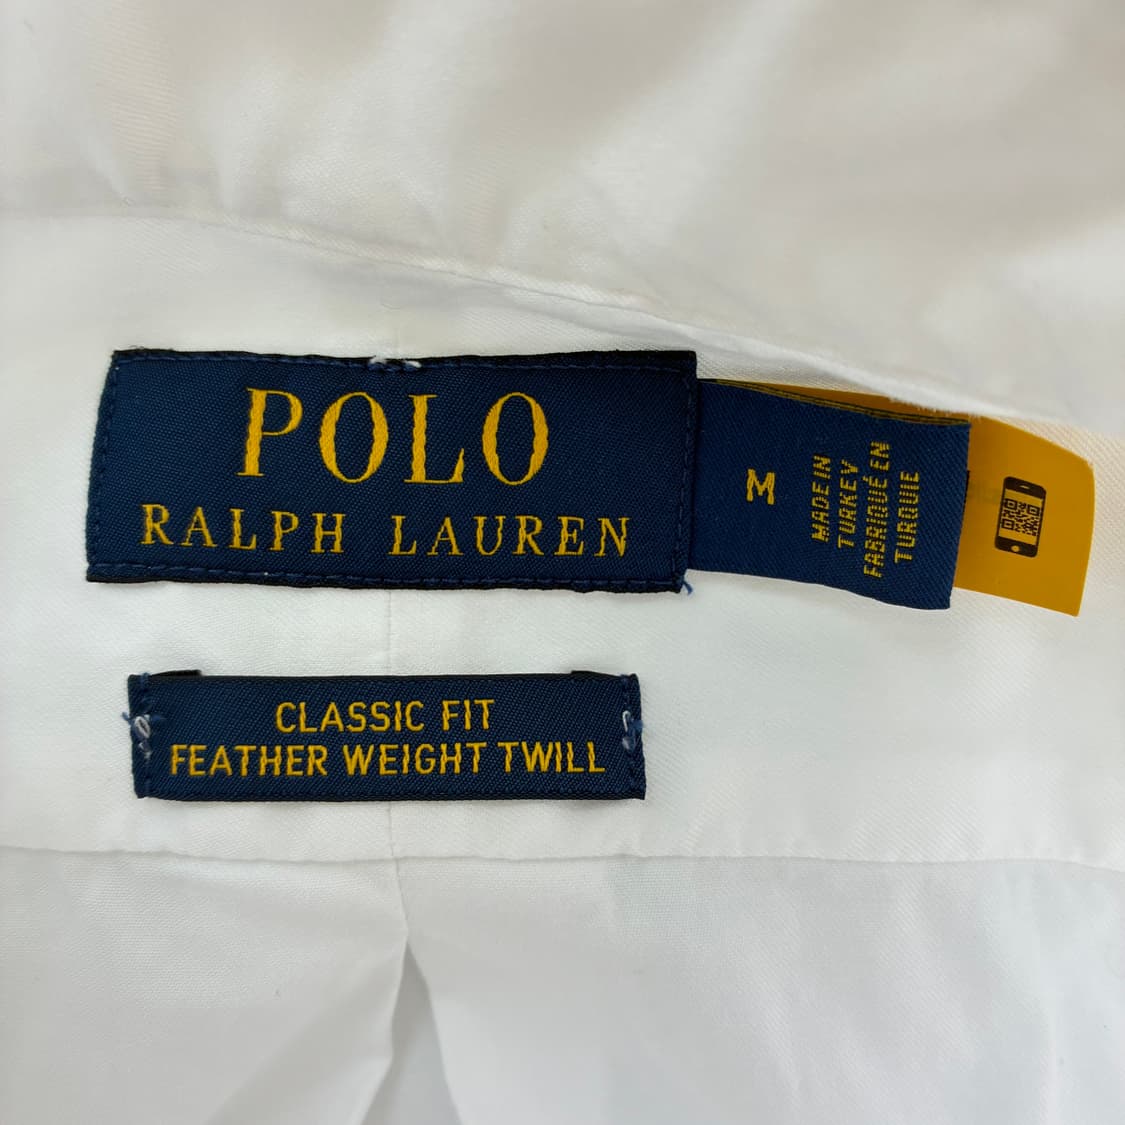 POLO
RALPH LAUREN
M
MADE IN
TURKEY
FABRIQUÉ EN
TURQUIE
CLASSIC FIT
FEATHER WEIGHT TWILL